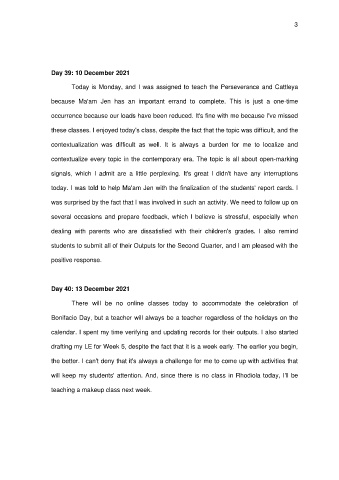 3
Day 39: 10 December 2021
Today is Monday, and I was assigned to teach the Perseverance and Cattleya
because Ma'am Jen has an important errand to complete. This is just a one-time
occurrence because our loads have been reduced. It's fine with me because I've missed
these classes. I enjoyed today's class, despite the fact that the topic was difficult, and the
contextualization was difficult as well. It is always a burden for me to localize and
contextualize every topic in the contemporary era. The topic is all about open-marking
signals, which I admit are a little perplexing. It's great I didn't have any interruptions
today. I was told to help Ma'am Jen with the finalization of the students' report cards. I
was surprised by the fact that I was involved in such an activity. We need to follow up on
several occasions and prepare feedback, which I believe is stressful, especially when
dealing with parents who are dissatisfied with their children's grades. I also remind
students to submit all of their Outputs for the Second Quarter, and I am pleased with the
positive response.
Day 40: 13 December 2021
There will be no online classes today to accommodate the celebration of
Bonifacio Day, but a teacher will always be a teacher regardless of the holidays on the
calendar. I spent my time verifying and updating records for their outputs. I also started
drafting my LE for Week 5, despite the fact that it is a week early. The earlier you begin,
the better. I can't deny that it's always a challenge for me to come up with activities that
will keep my students' attention. And, since there is no class in Rhodiola today, I'll be
teaching a makeup class next week.